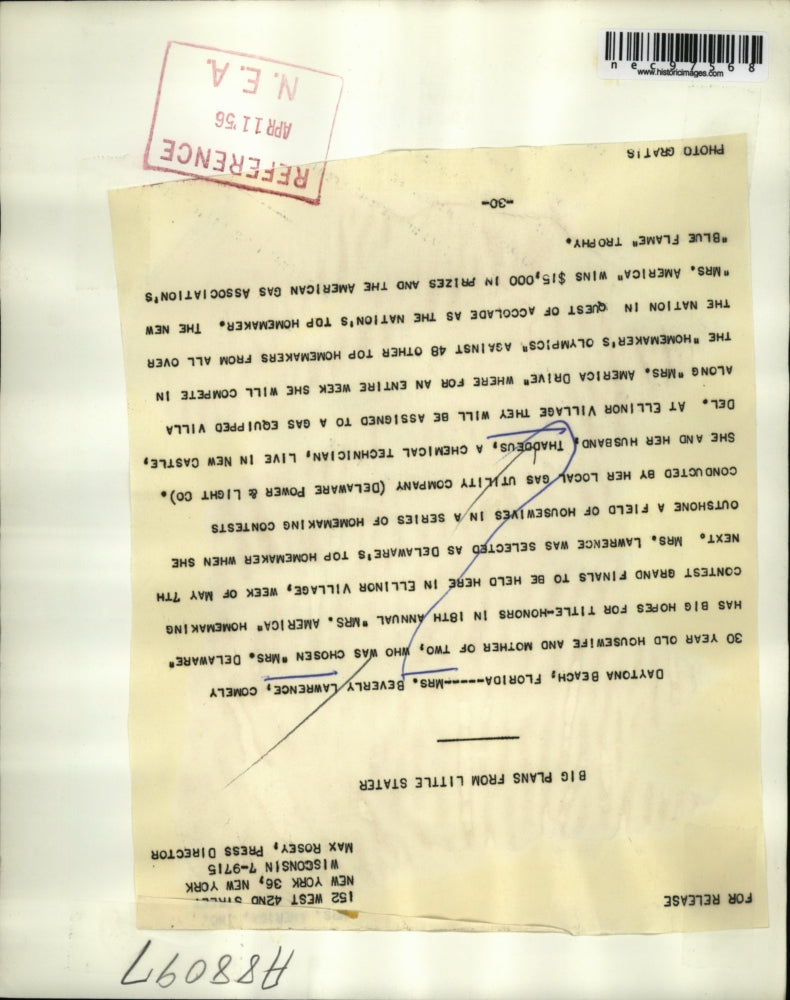 A88097
FOR RELEASE
152 WEST 42ND
NEW YORK 36, NEW YORK
WISCONSIN 7-9715
MAX ROSEY, PRESS DIRECTOR
BIG PLANS FROM LITTLE STATER
DAYTONA BEACH, FLORIDA-----MRS. BEVERLY LAWRENCE, COMELY
30 YEAR OLD HOUSEWIFE AND MOTHER OF TWO, WHO WAS CHOSEN "MRS. DELAWARE"
HAS BIG HOPES FOR TITLE-HONORS IN 18TH ANNUAL "MRS. AMERICA" HOMEMAKING
CONTEST GRAND FINALS TO BE HELD HERE IN ELLINOR VILLAGE, WEEK OF MAY 7TH
NEXT. MRS. LAWRENCE WAS SELECTED AS DELAWARE'S TOP HOMEMAKER WHEN SHE
OUTSHONE A FIELD OF HOUSEWIVES IN A SERIES OF HOMEMAKING CONTESTS
CONDUCTED BY HER LOCAL GAS UTILITY COMPANY (DELAWARE POWER & LIGHT CO).
SHE AND HER HUSBAND, THADDEUS, A CHEMICAL TECHNICIAN, LIVE IN NEW CASTLE,
DEL. AT ELLINOR VILLAGE THEY WILL BE ASSIGNED TO A GAS EQUIPPED VILLA
ALONG "MRS. AMERICA DRIVE" WHERE FOR AN ENTIRE WEEK SHE WILL COMPETE IN
THE "HOMEMAKER'S OLYMPICS" AGAINST 48 OTHER TOP HOMEMAKERS FROM ALL OVER
THE NATION IN QUEST OF ACCOLADE AS THE NATION'S TOP HOMEMAKER. THE NEW
"MRS. AMERICA" WINS $15,000 IN PRIZES AND THE AMERICAN GAS ASSOCIATION'S
"BLUE FLAME" TROPHY.
-30-
PHOTO GRATIS
REFERENCE
APR 11 '56
N. E. A.
nec97568
www.historicimages.com